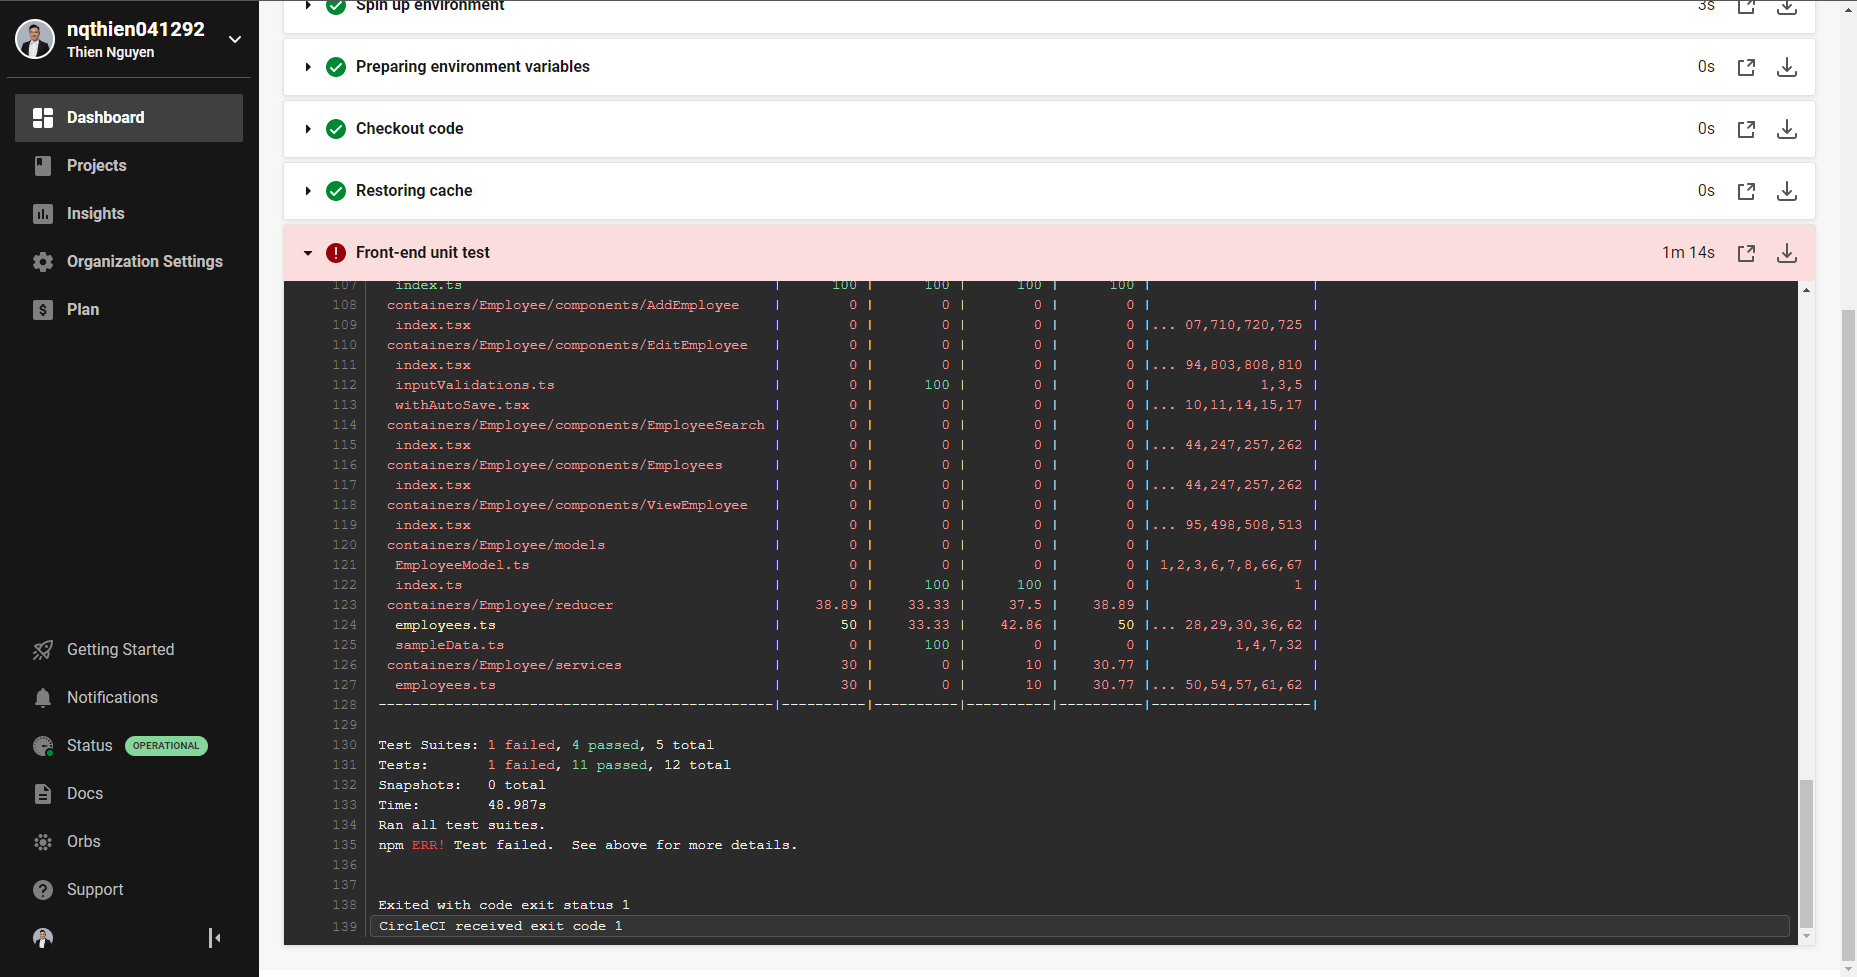 nqthien041292
Thien Nguyen
Dashboard
Projects
Insights
Organization Settings
Plan
Getting Started
Notifications
Status OPERATIONAL
Docs
Orbs
Support
Spin up environment 3s
Preparing environment variables 0s
Checkout code 0s
Restoring cache 0s
Front-end unit test 1m 14s
107 index.ts | 100 | 100 | 100 | 100 | |
108 containers/Employee/components/AddEmployee | 0 | 0 | 0 | 0 | |
109 index.tsx | 0 | 0 | 0 | 0 |... 07,710,720,725 |
110 containers/Employee/components/EditEmployee | 0 | 0 | 0 | 0 | |
111 index.tsx | 0 | 0 | 0 | 0 |... 94,803,808,810 |
112 inputValidations.ts | 0 | 100 | 0 | 0 | 1,3,5 |
113 withAutoSave.tsx | 0 | 0 | 0 | 0 |... 10,11,14,15,17 |
114 containers/Employee/components/EmployeeSearch | 0 | 0 | 0 | 0 | |
115 index.tsx | 0 | 0 | 0 | 0 |... 44,247,257,262 |
116 containers/Employee/components/Employees | 0 | 0 | 0 | 0 | |
117 index.tsx | 0 | 0 | 0 | 0 |... 44,247,257,262 |
118 containers/Employee/components/ViewEmployee | 0 | 0 | 0 | 0 | |
119 index.tsx | 0 | 0 | 0 | 0 |... 95,498,508,513 |
120 containers/Employee/models | 0 | 0 | 0 | 0 | |
121 EmployeeModel.ts | 0 | 0 | 0 | 0 | 1,2,3,6,7,8,66,67 |
122 index.ts | 0 | 100 | 100 | 0 | 1 |
123 containers/Employee/reducer | 38.89 | 33.33 | 37.5 | 38.89 | |
124 employees.ts | 50 | 33.33 | 42.86 | 50 |... 28,29,30,36,62 |
125 sampleData.ts | 0 | 100 | 0 | 0 | 1,4,7,32 |
126 containers/Employee/services | 30 | 0 | 10 | 30.77 | |
127 employees.ts | 30 | 0 | 10 | 30.77 |... 50,54,57,61,62 |
128 -----------------------------------------------|----------|----------|----------|----------|-------------------|
129
130 Test Suites: 1 failed, 4 passed, 5 total
131 Tests: 1 failed, 11 passed, 12 total
132 Snapshots: 0 total
133 Time: 48.987s
134 Ran all test suites.
135 npm ERR! Test failed. See above for more details.
136
137
138 Exited with code exit status 1
139 CircleCI received exit code 1